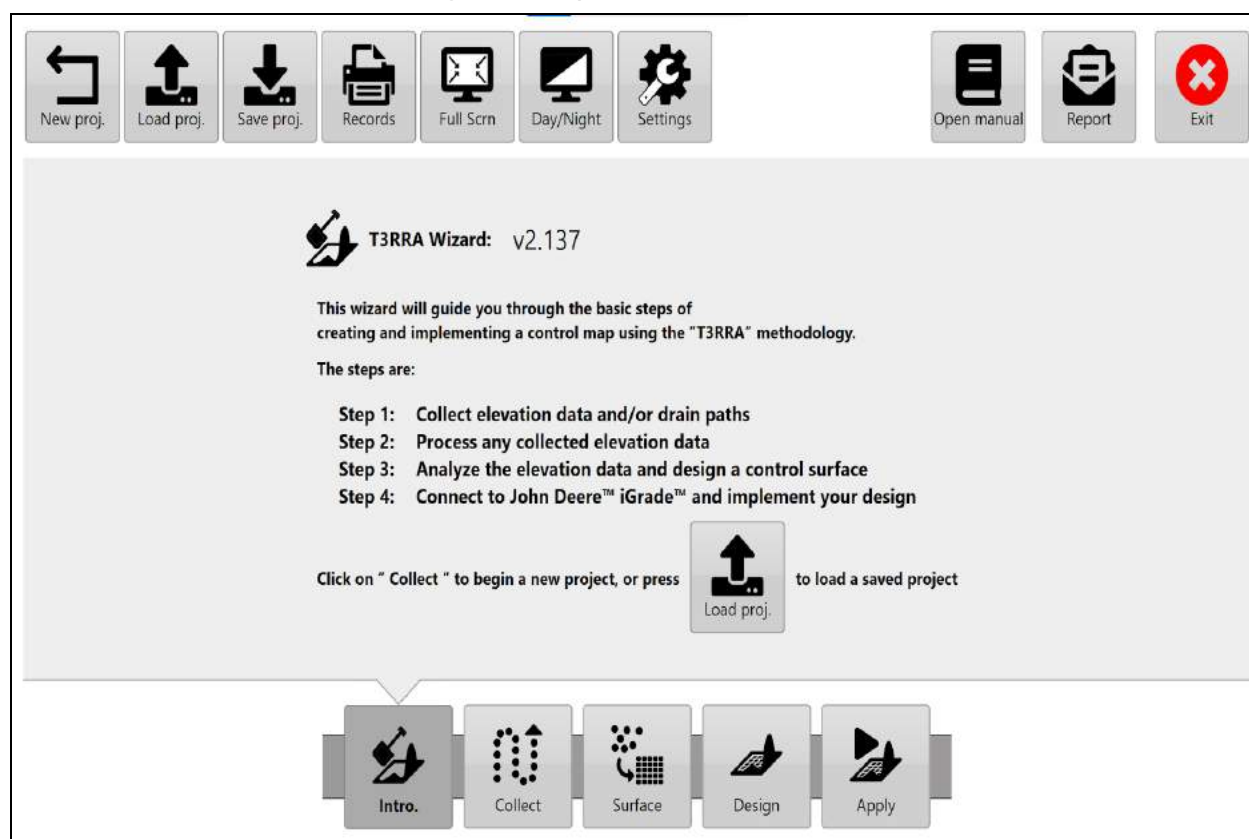 New proj.
Load proj.
Save proj.
Records
Full Scrn
Day/Night
Settings
Open manual
Report
Exit
T3RRA Wizard: v2.137
This wizard will guide you through the basic steps of
creating and implementing a control map using the "T3RRA" methodology.
The steps are:
Step 1: Collect elevation data and/or drain paths
Step 2: Process any collected elevation data
Step 3: Analyze the elevation data and design a control surface
Step 4: Connect to John Deere™ iGrade™ and implement your design
Click on " Collect " to begin a new project, or press
Load proj.
to load a saved project
Intro.
Collect
Surface
Design
Apply